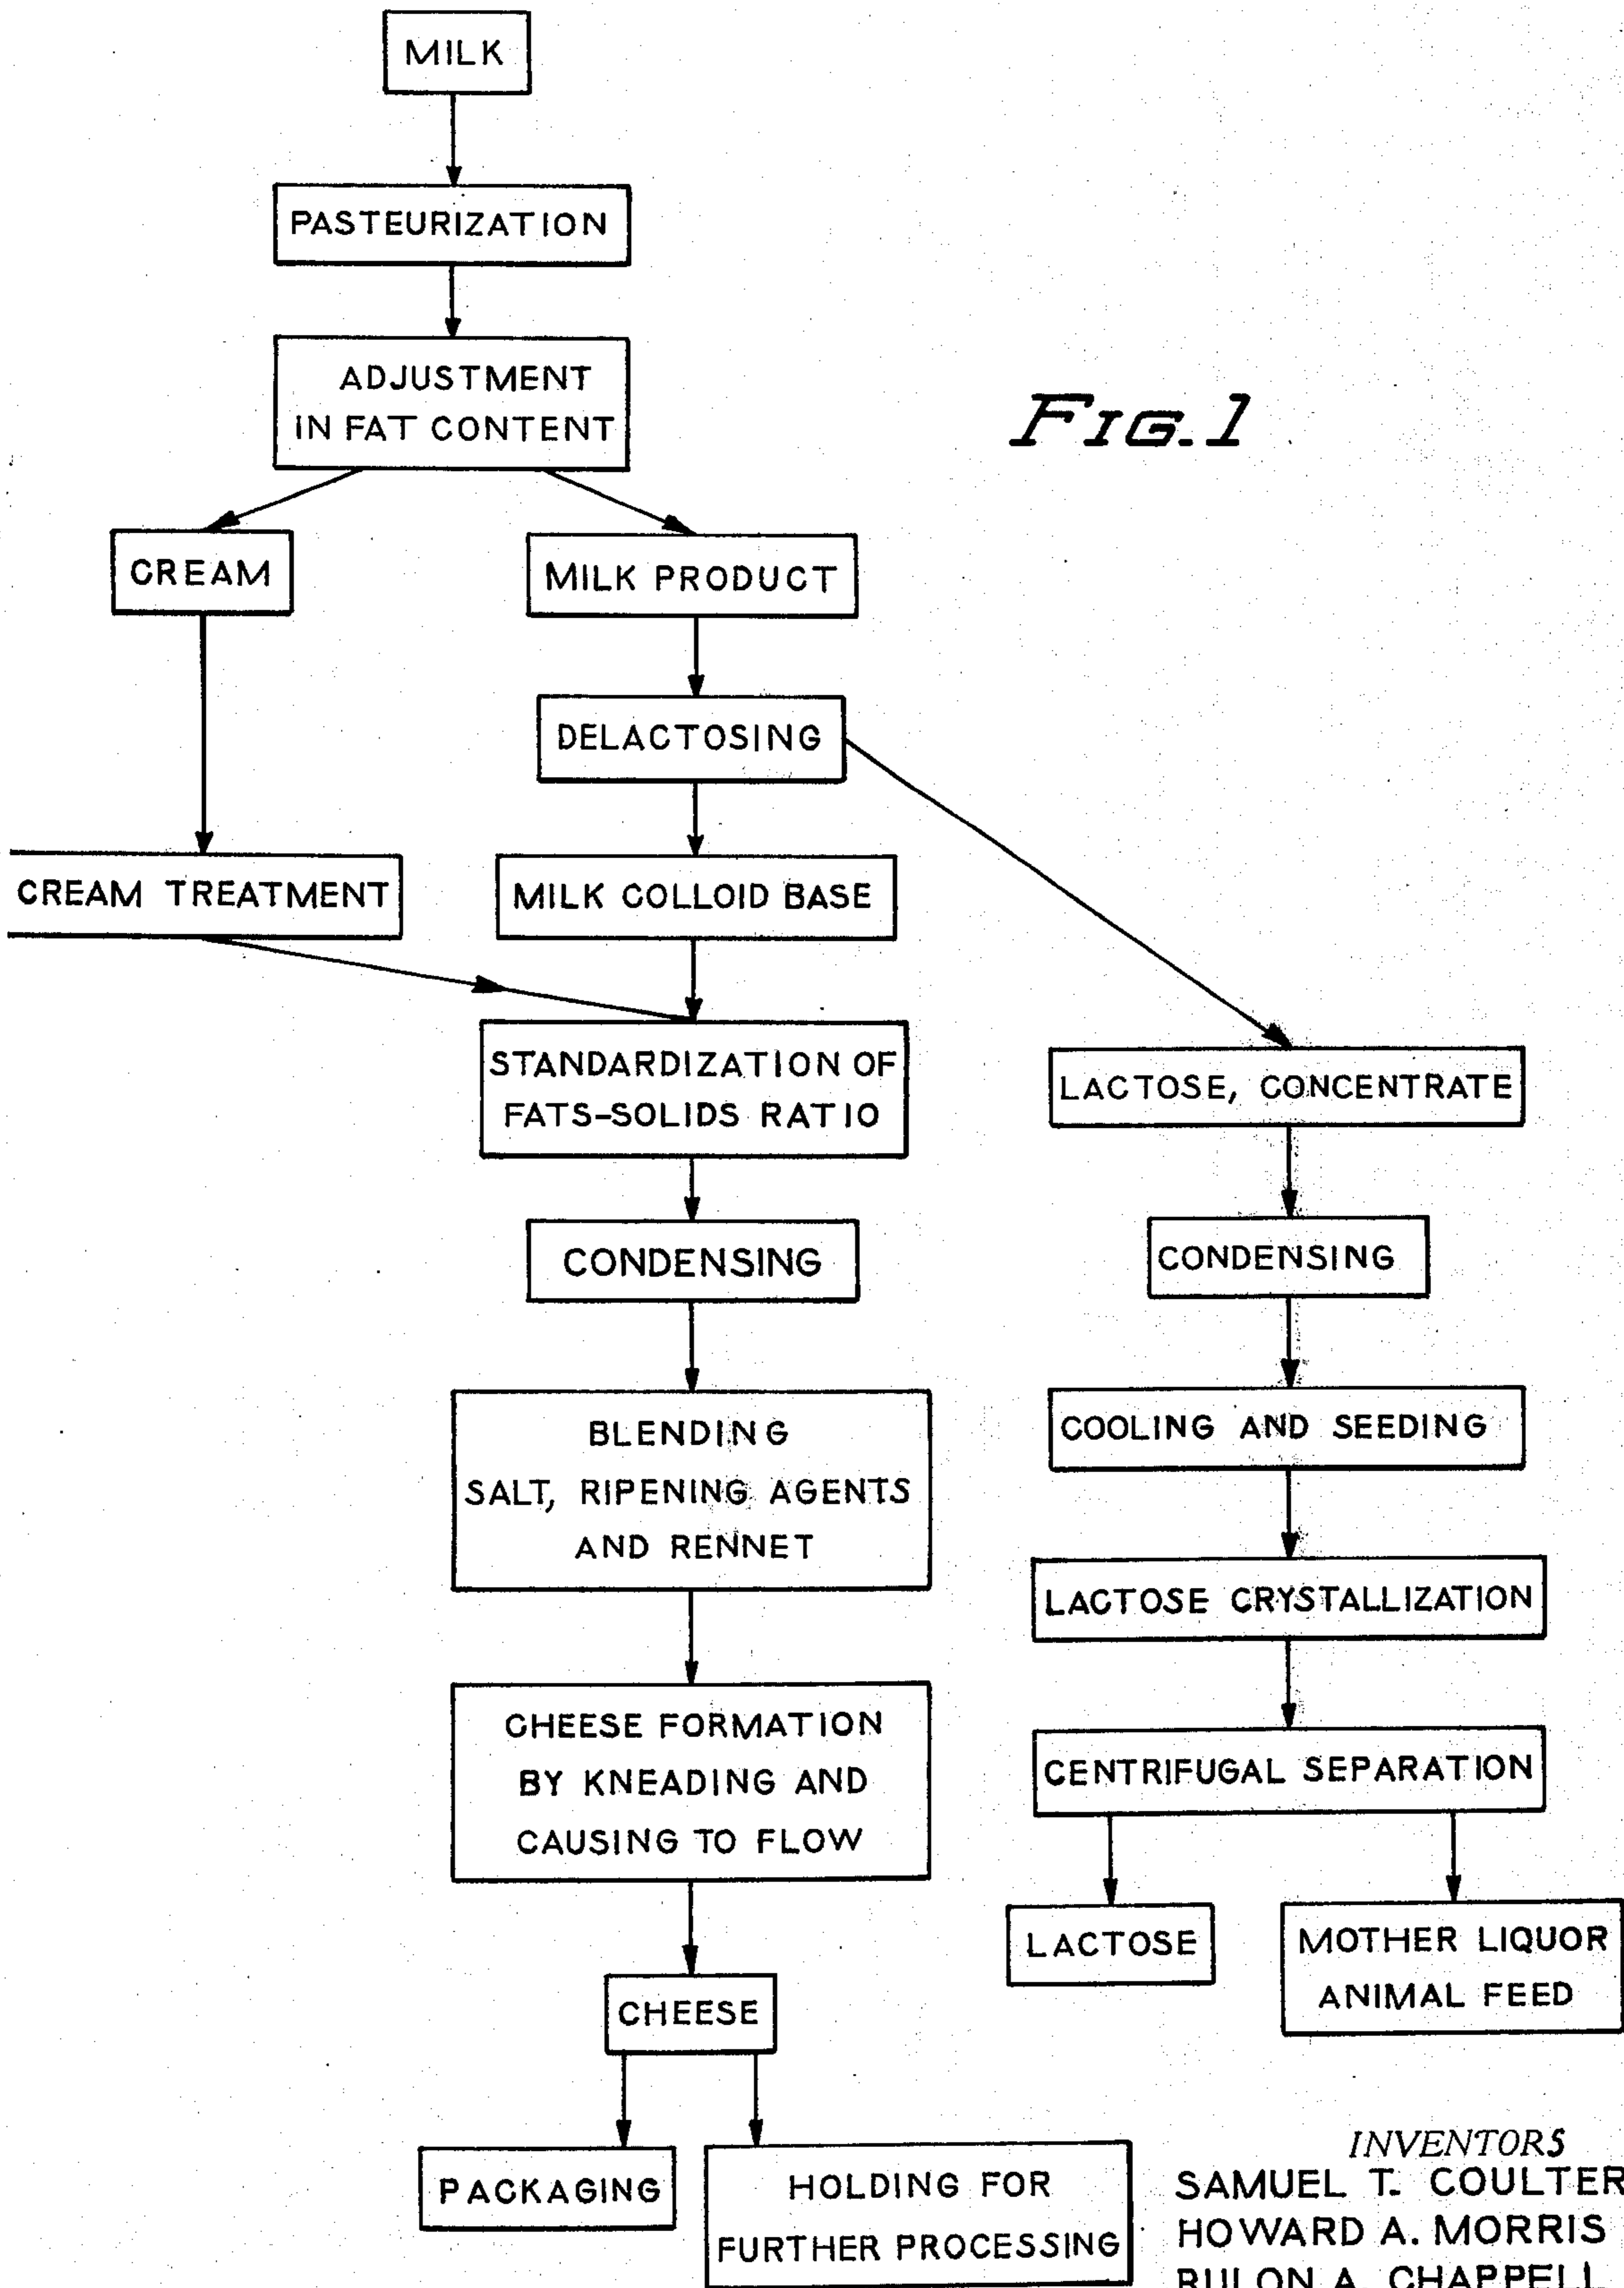 MILK
PASTEURIZATION
ADJUSTMENT
IN FAT CONTENT
FIG.1
CREAM
MILK PRODUCT
DELACTOSING
CREAM TREATMENT
MILK COLLOID BASE
STANDARDIZATION OF
FATS-SOLIDS RATIO
LACTOSE, CONCENTRATE
CONDENSING
CONDENSING
BLENDING
SALT, RIPENING AGENTS
AND RENNET
COOLING AND SEEDING
LACTOSE CRYSTALLIZATION
CHEESE FORMATION
BY KNEADING AND
CAUSING TO FLOW
CENTRIFUGAL SEPARATION
LACTOSE
MOTHER LIQUOR
ANIMAL FEED
CHEESE
PACKAGING
HOLDING FOR
FURTHER PROCESSING
INVENTORS
SAMUEL T. COULTER
HOWARD A. MORRIS
RULON A. CHAPPELL